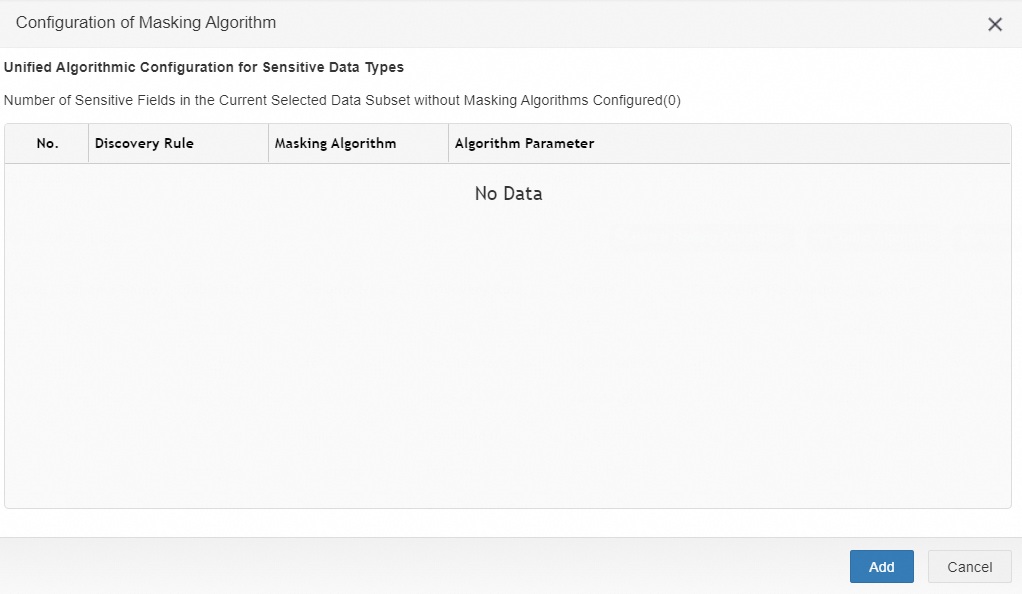 Configuration of Masking Algorithm
Unified Algorithmic Configuration for Sensitive Data Types
Number of Sensitive Fields in the Current Selected Data Subset without Masking Algorithms Configured(0)
No. Discovery Rule Masking Algorithm Algorithm Parameter
No Data
Add Cancel